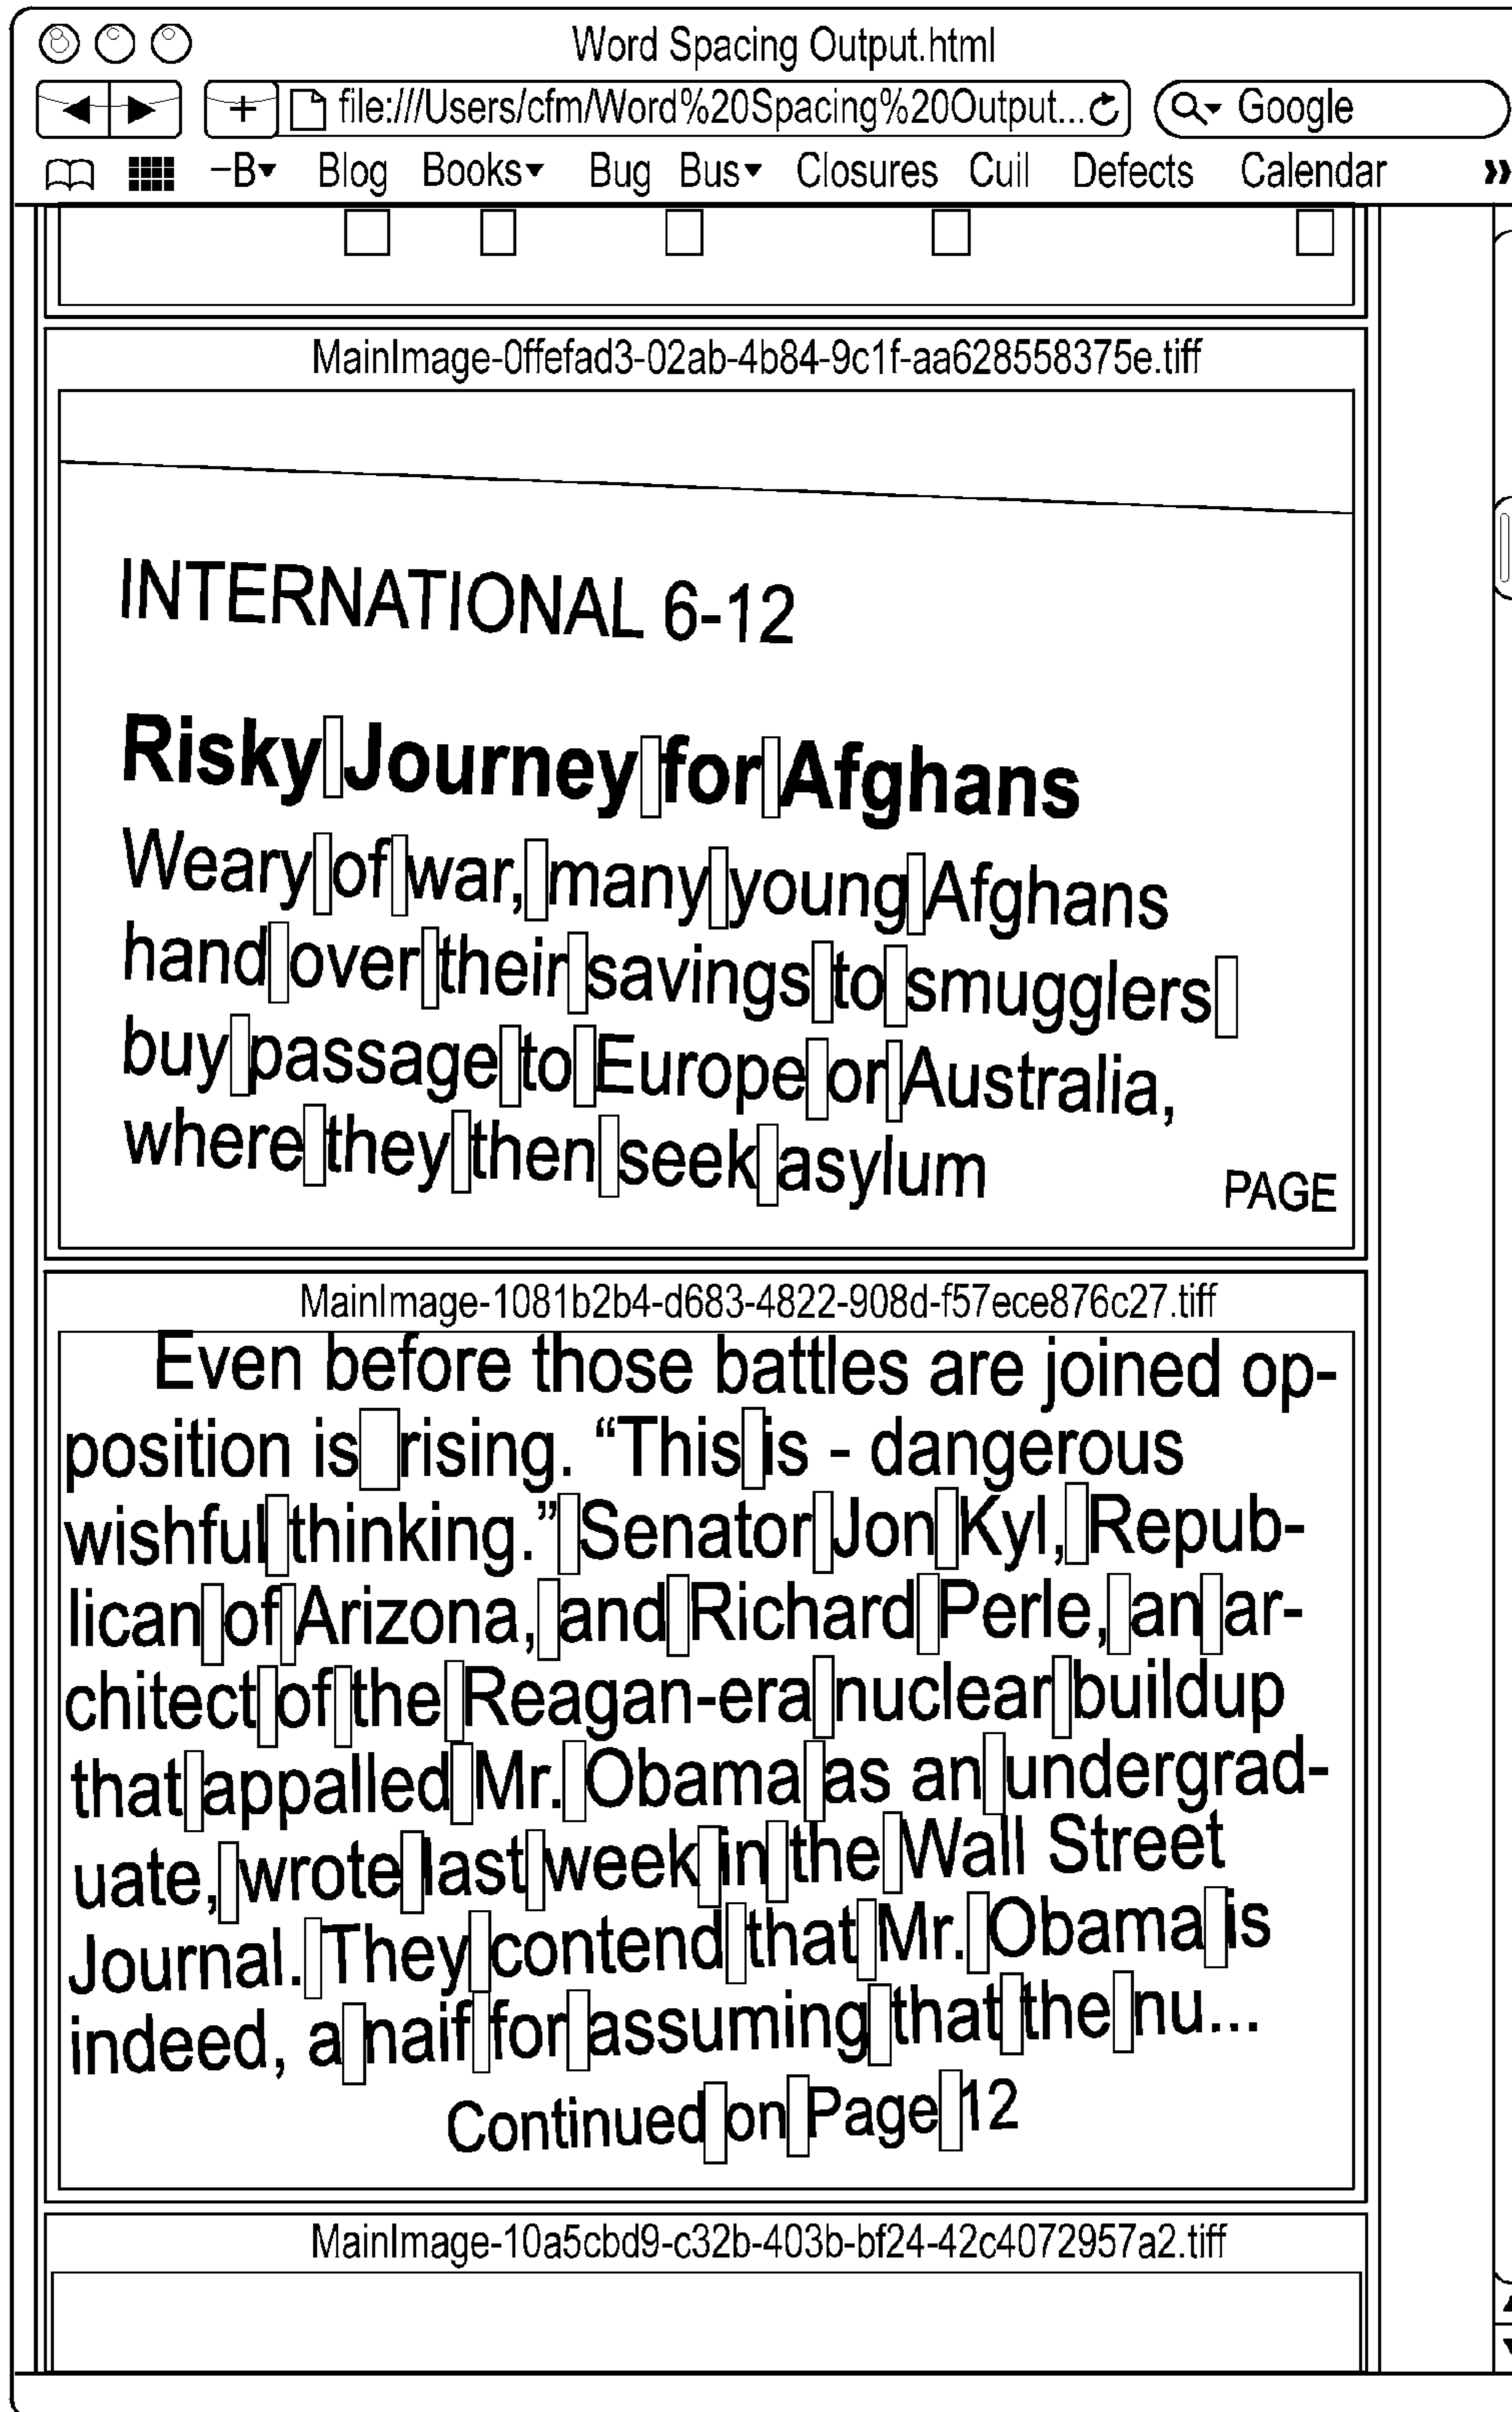 Word Spacing Output.html
+ file:///Users/cfm/Word%20Spacing%20Output... Google
–B▾ Blog Books▾ Bug Bus▾ Closures Cuil Defects Calendar »
MainImage-0ffefad3-02ab-4b84-9c1f-aa628558375e.tiff
INTERNATIONAL 6-12
Risky Journey for Afghans
Weary of war, many young Afghans
hand over their savings to smugglers
buy passage to Europe or Australia,
where they then seek asylum
PAGE
MainImage-1081b2b4-d683-4822-908d-f57ece876c27.tiff
Even before those battles are joined op-
position is rising. “This is - dangerous
wishful thinking.” Senator Jon Kyl, Repub-
lican of Arizona, and Richard Perle, an ar-
chitect of the Reagan-era nuclear buildup
that appalled Mr. Obama as an undergrad-
uate, wrote last week in the Wall Street
Journal. They contend that Mr. Obama is
indeed, a naif for assuming that the nu...
Continued on Page 12
MainImage-10a5cbd9-c32b-403b-bf24-42c4072957a2.tiff